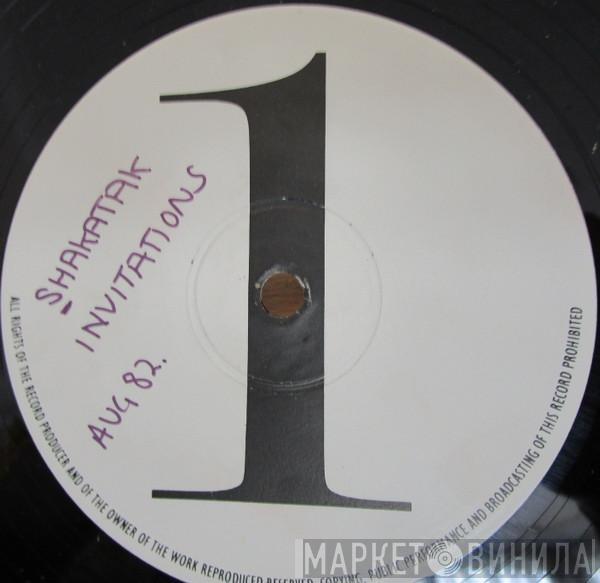 1
-SHAKATAK
INVITATIONS
AUG 82.
ALL RIGHTS OF THE RECORD PRODUCER AND OF THE OWNER OF THE WORK REPRODUCED RESERVED. COPYING, PUBLIC PERFORMANCE AND BROADCASTING OF THIS RECORD PROHIBITED
МАРКЕТ ВИНИЛА